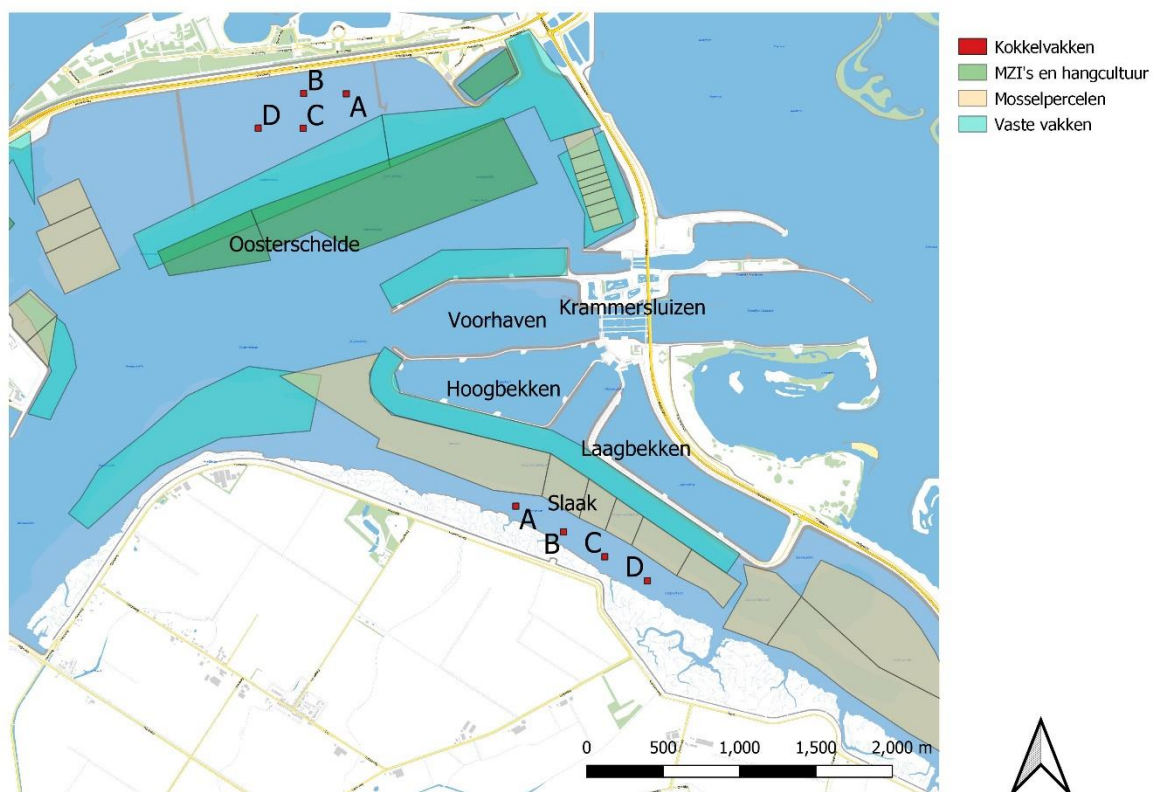 Kokkelvakken
MZI's en hangcultuur
Mosselpercelen
Vaste vakken
B
A
D
C
Oosterschelde
Voorhaven
Krammersluizen
Hoogbekken
Laagbekken
Slaak
A
B
C
D
0 500 1,000 1,500 2,000 m